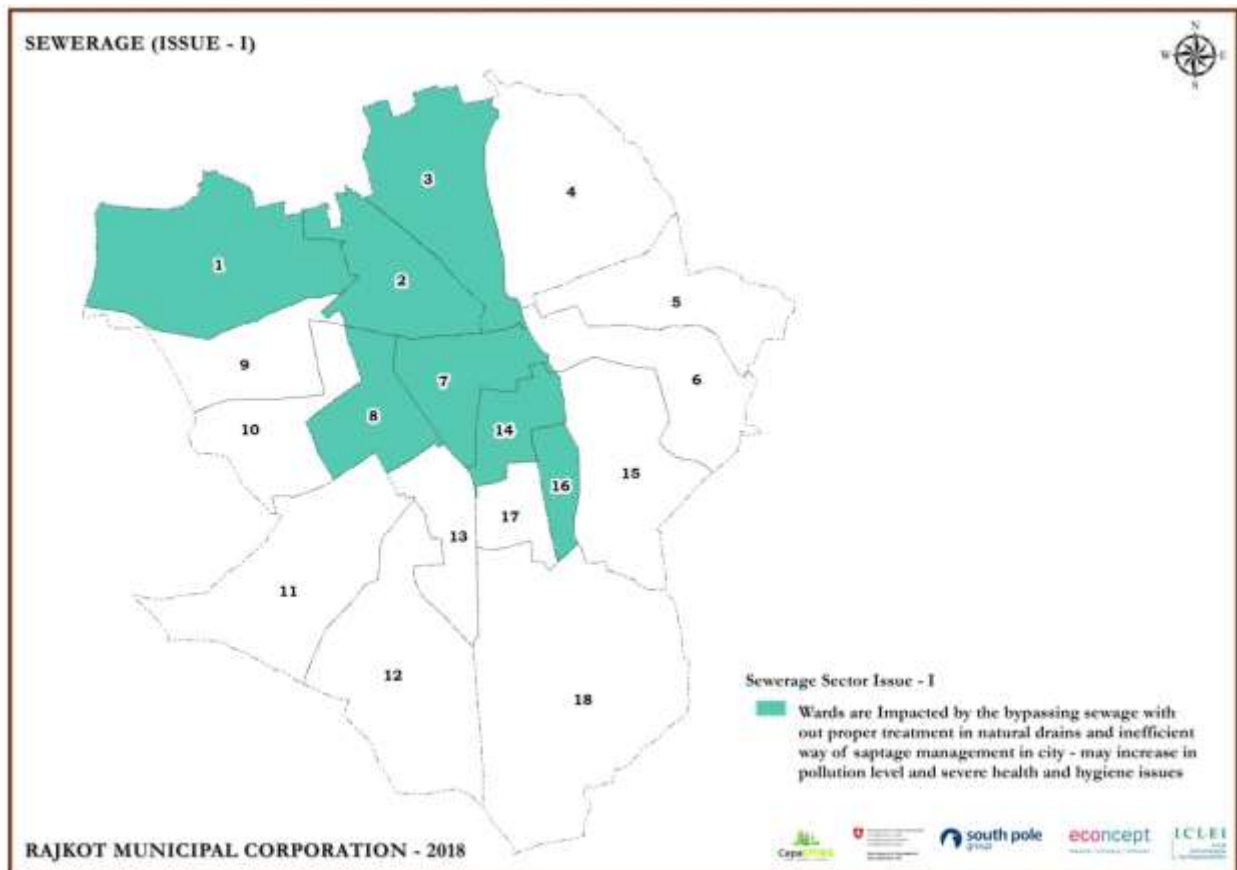 SEWERAGE (ISSUE - I)
N
W
E
S
3
4
1
2
5
9
7
6
8
10
14
15
16
17
13
11
12
18
Sewerage Sector Issue - I
Wards are Impacted by the bypassing sewage with
out proper treatment in natural drains and inefficient
way of saptage management in city - may increase in
pollution level and severe health and hygiene issues
RAJKOT MUNICIPAL CORPORATION - 2018
CapaCITIES
south pole
group
econcept
ICLEI